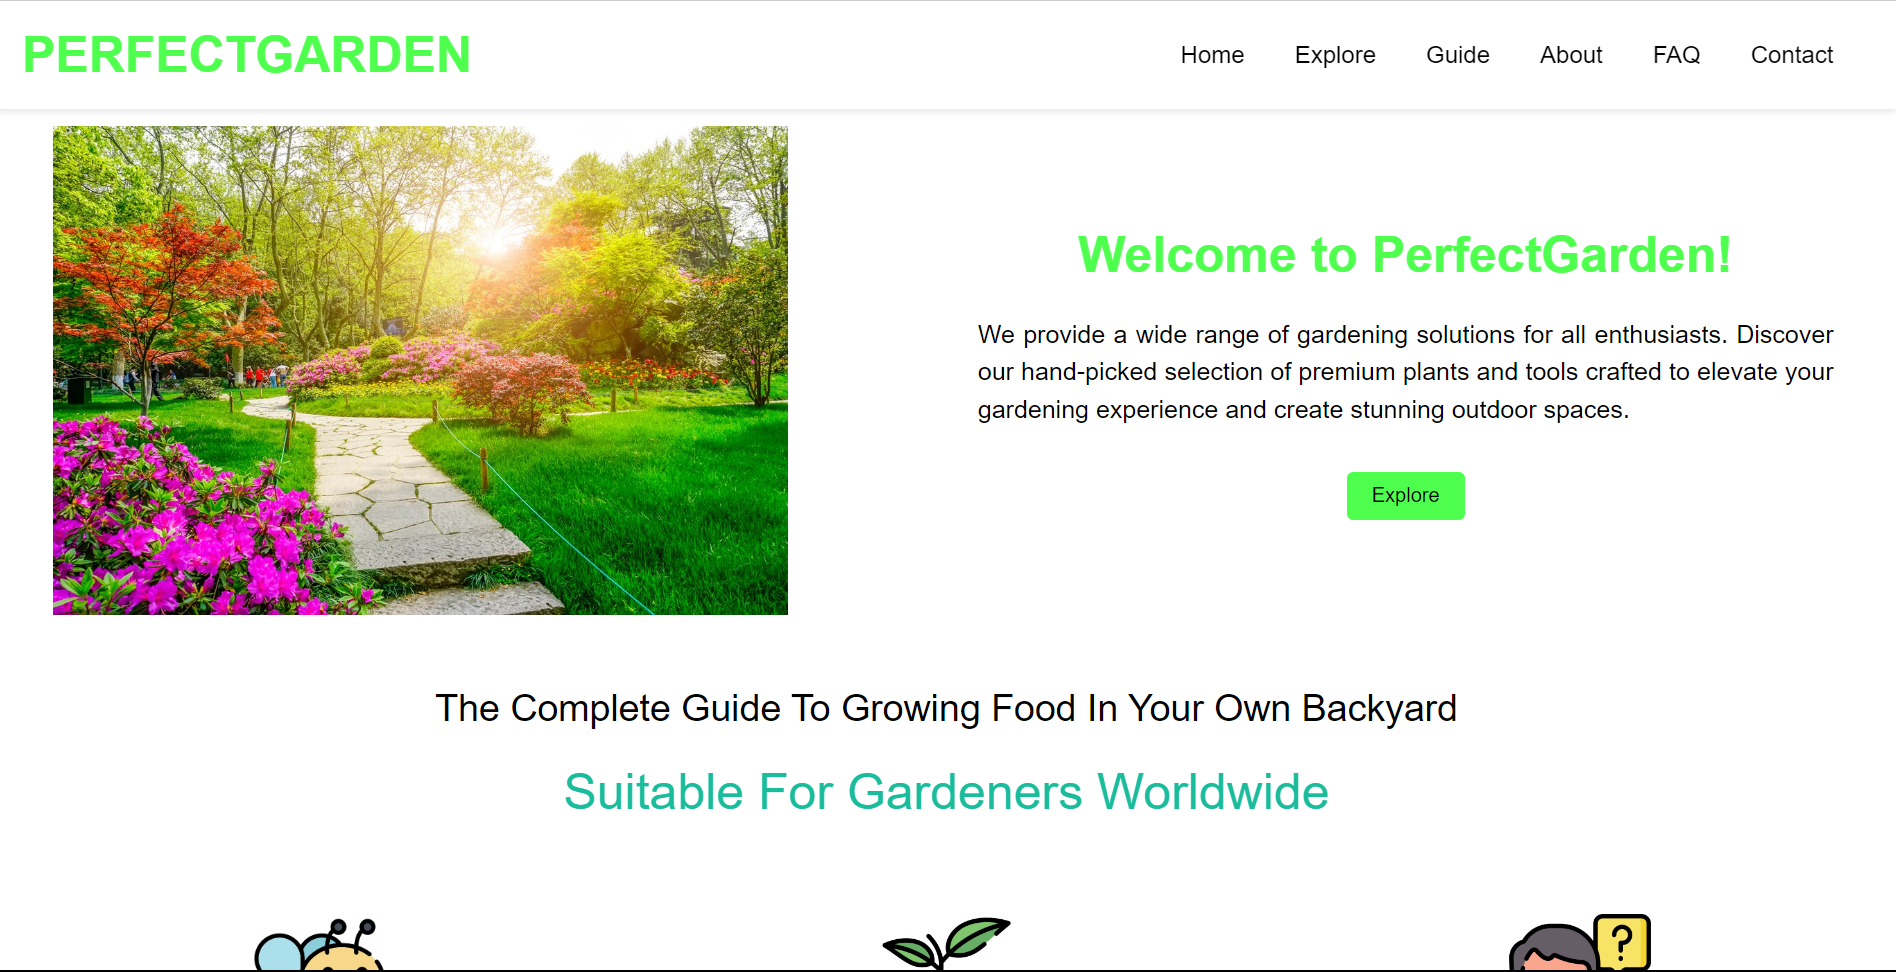 PERFECTGARDEN
Home Explore Guide About FAQ Contact
Welcome to PerfectGarden!
We provide a wide range of gardening solutions for all enthusiasts. Discover
our hand-picked selection of premium plants and tools crafted to elevate your
gardening experience and create stunning outdoor spaces.
Explore
The Complete Guide To Growing Food In Your Own Backyard
Suitable For Gardeners Worldwide
?